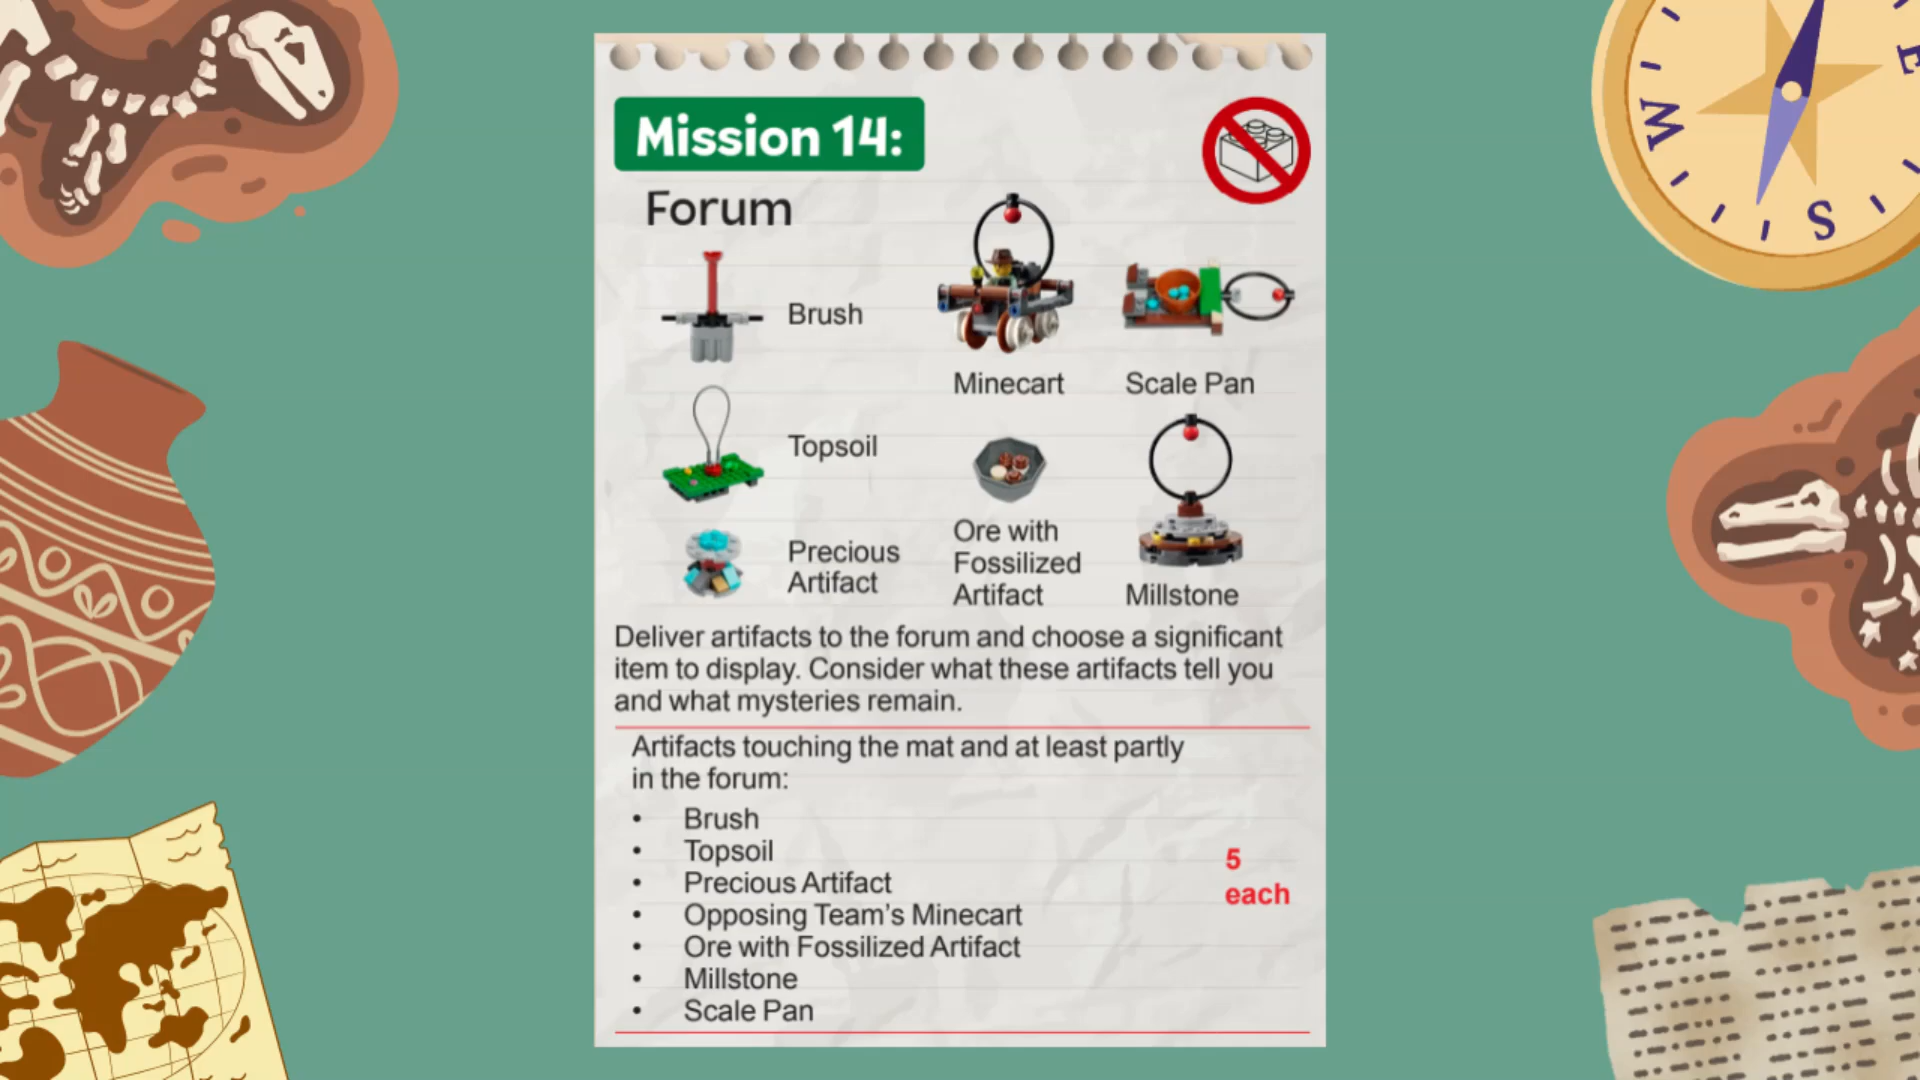 Mission 14:
Forum
Brush
Minecart
Scale Pan
Topsoil
Precious
Artifact
Ore with
Fossilized
Artifact
Millstone
Deliver artifacts to the forum and choose a significant
item to display. Consider what these artifacts tell you
and what mysteries remain.
Artifacts touching the mat and at least partly
in the forum:
• Brush
• Topsoil
• Precious Artifact
• Opposing Team’s Minecart
• Ore with Fossilized Artifact
• Millstone
• Scale Pan
5
each
W
S
E